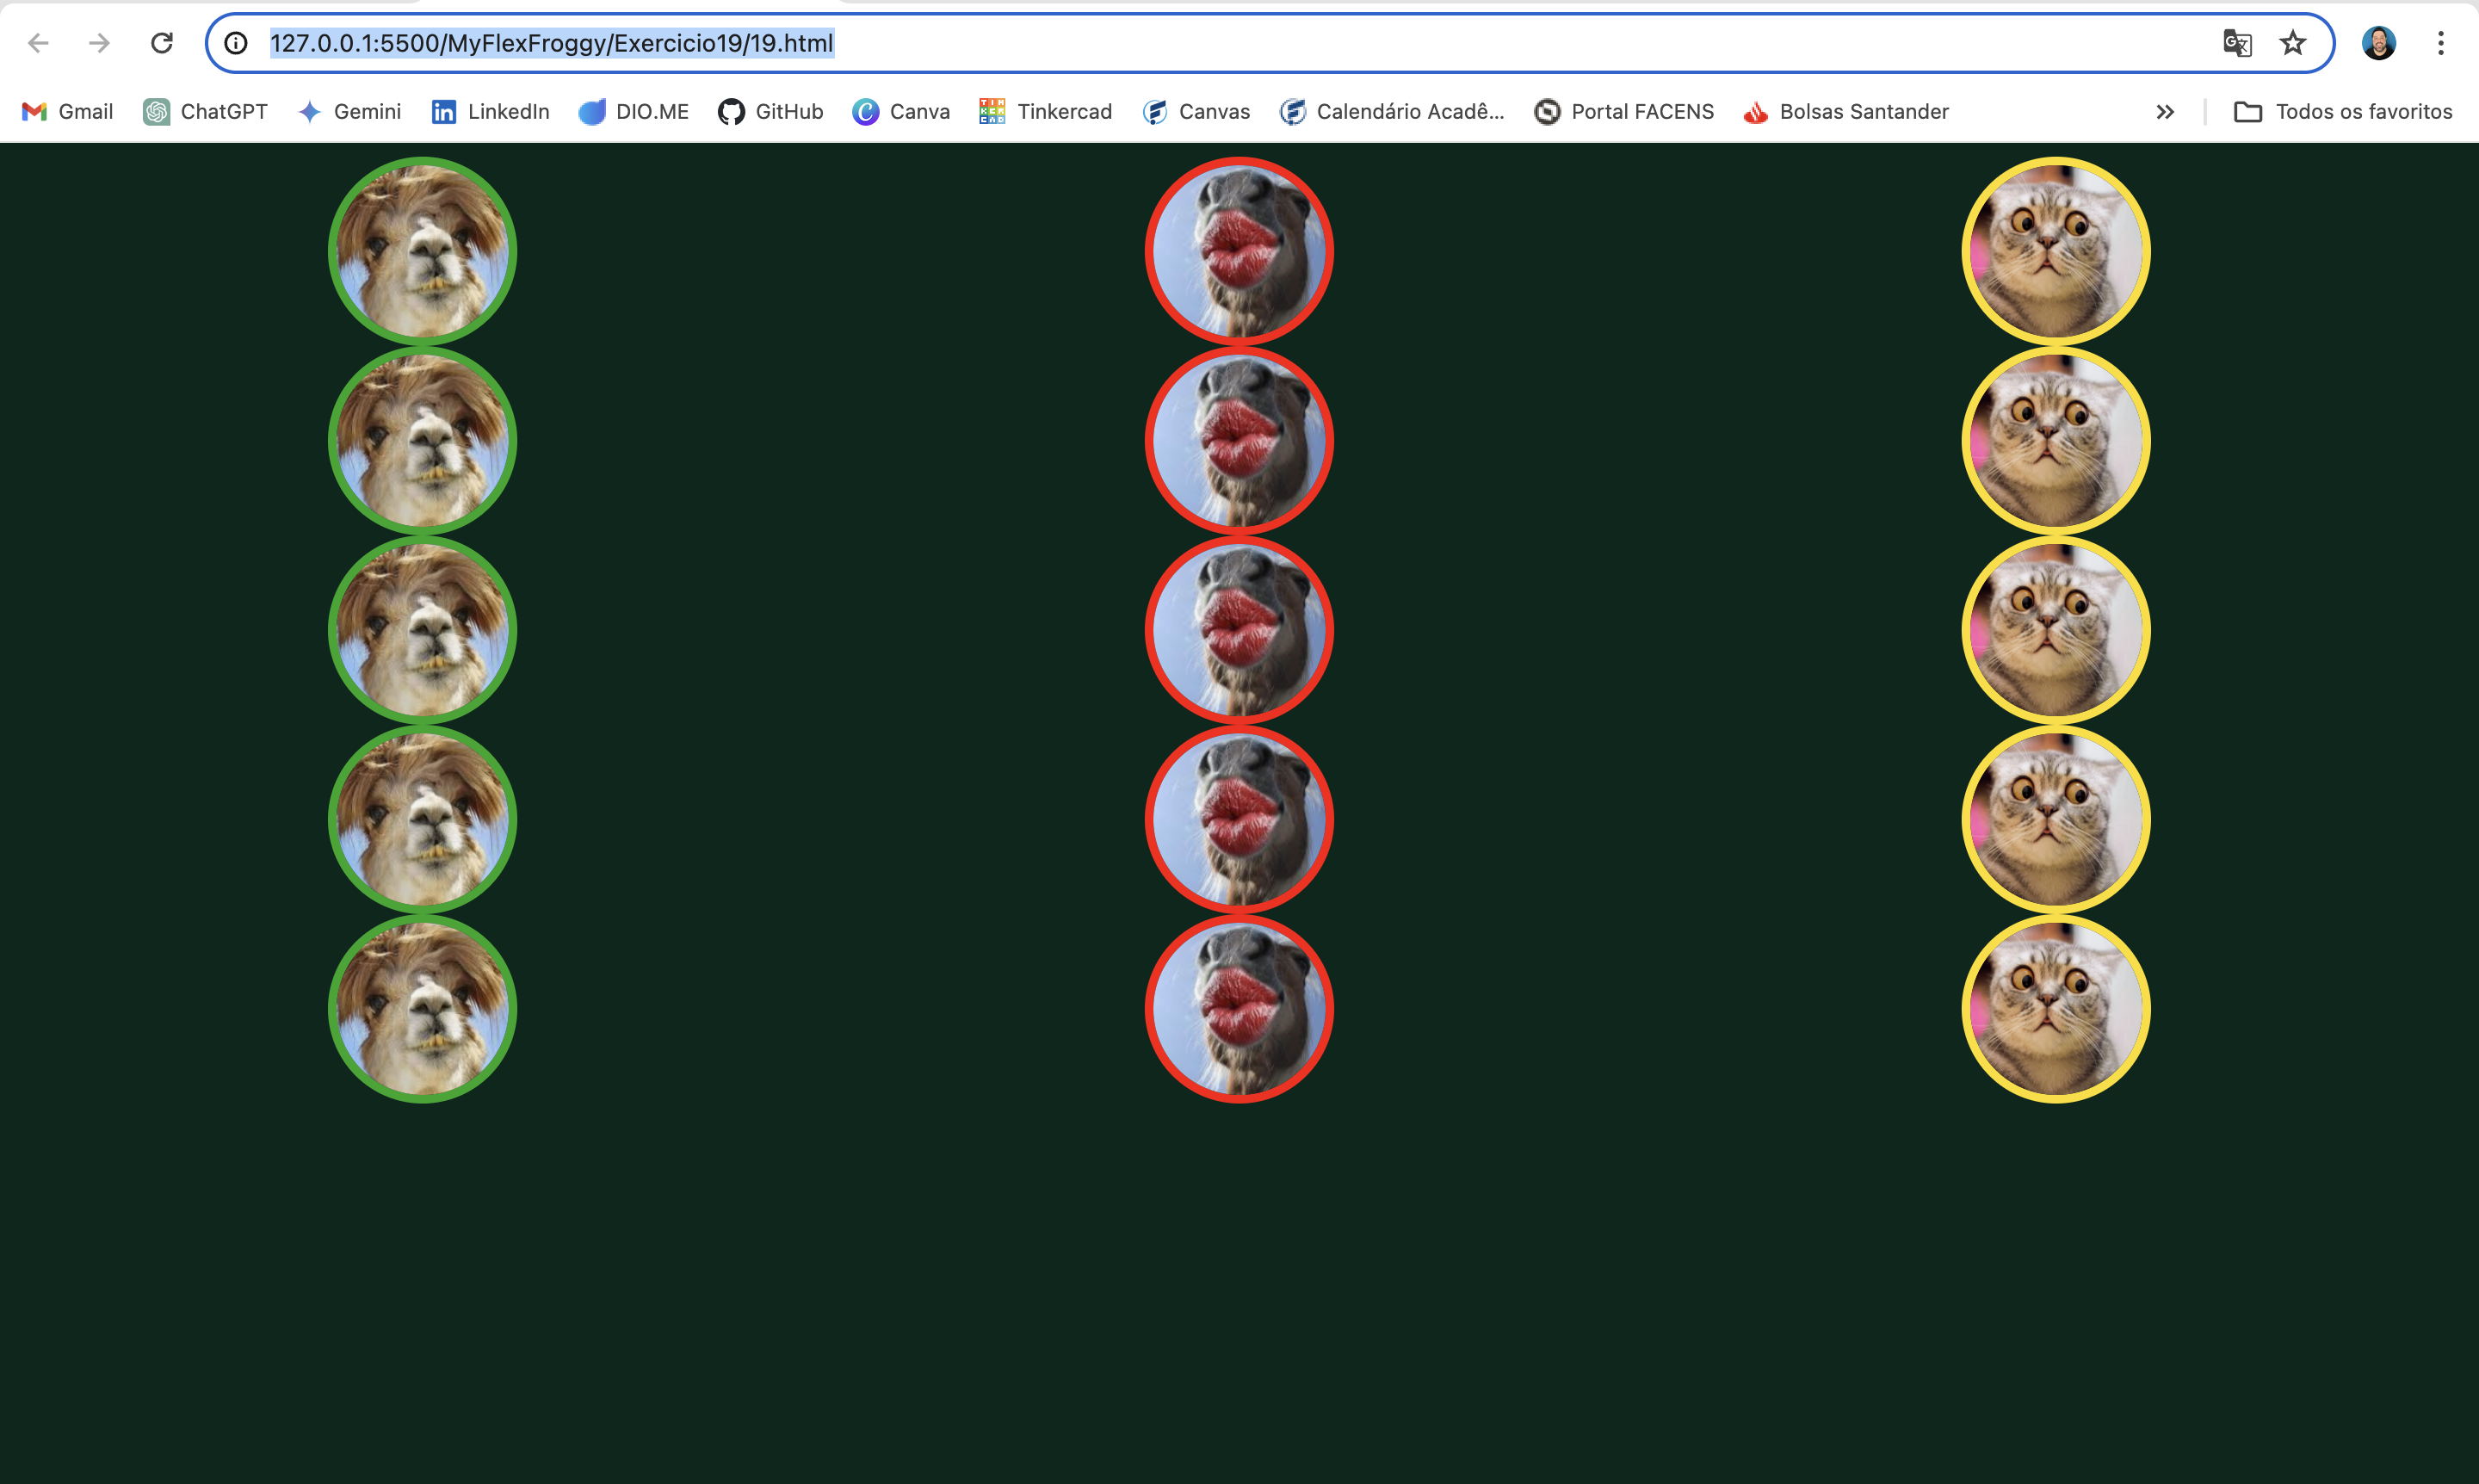 127.0.0.1:5500/MyFlexFroggy/Exercicio19/19.html
Gmail ChatGPT Gemini LinkedIn DIO.ME GitHub Canva Tinkercad Canvas Calendário Acadê... Portal FACENS Bolsas Santander Todos os favoritos